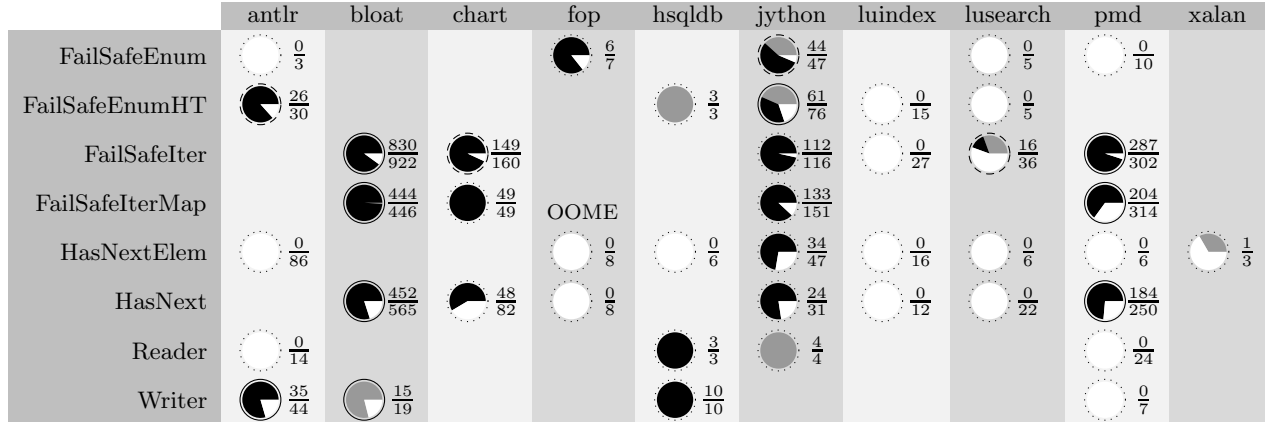 antlr bloat chart fop hsqldb jython luindex lusearch pmd xalan
FailSafeEnum 0/3 6/7 44/47 0/5 0/10
FailSafeEnumHT 26/30 3/3 61/76 0/15 0/5
FailSafeIter 830/922 149/160 112/116 0/27 16/36 287/302
FailSafeIterMap 444/446 49/49 OOME 133/151 204/314
HasNextElem 0/86 0/8 0/6 34/47 0/16 0/6 0/6 1/3
HasNext 452/565 48/82 0/8 24/31 0/12 0/22 184/250
Reader 0/14 3/3 4/4 0/24
Writer 35/44 15/19 10/10 0/7